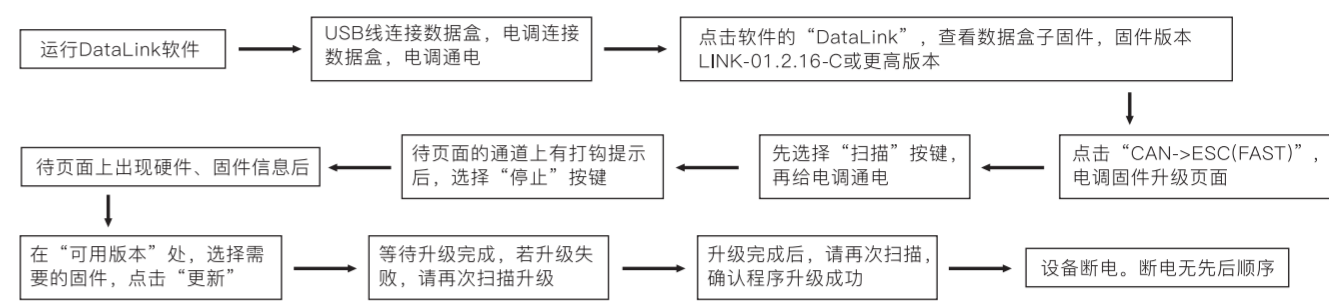 运行DataLink软件
USB线连接数据盒，电调连接
数据盒，电调通电
点击软件的“DataLink”，查看数据盒子固件，固件版本
LINK-01.2.16-C或更高版本
点击“CAN->ESC(FAST)”，
电调固件升级页面
先选择“扫描”按键，
再给电调通电
待页面的通道上有打钩提示
后，选择“停止”按键
待页面上出现硬件、固件信息后
在“可用版本”处，选择需
要的固件，点击“更新”
等待升级完成，若升级失
败，请再次扫描升级
升级完成后，请再次扫描，
确认程序升级成功
设备断电。断电无先后顺序